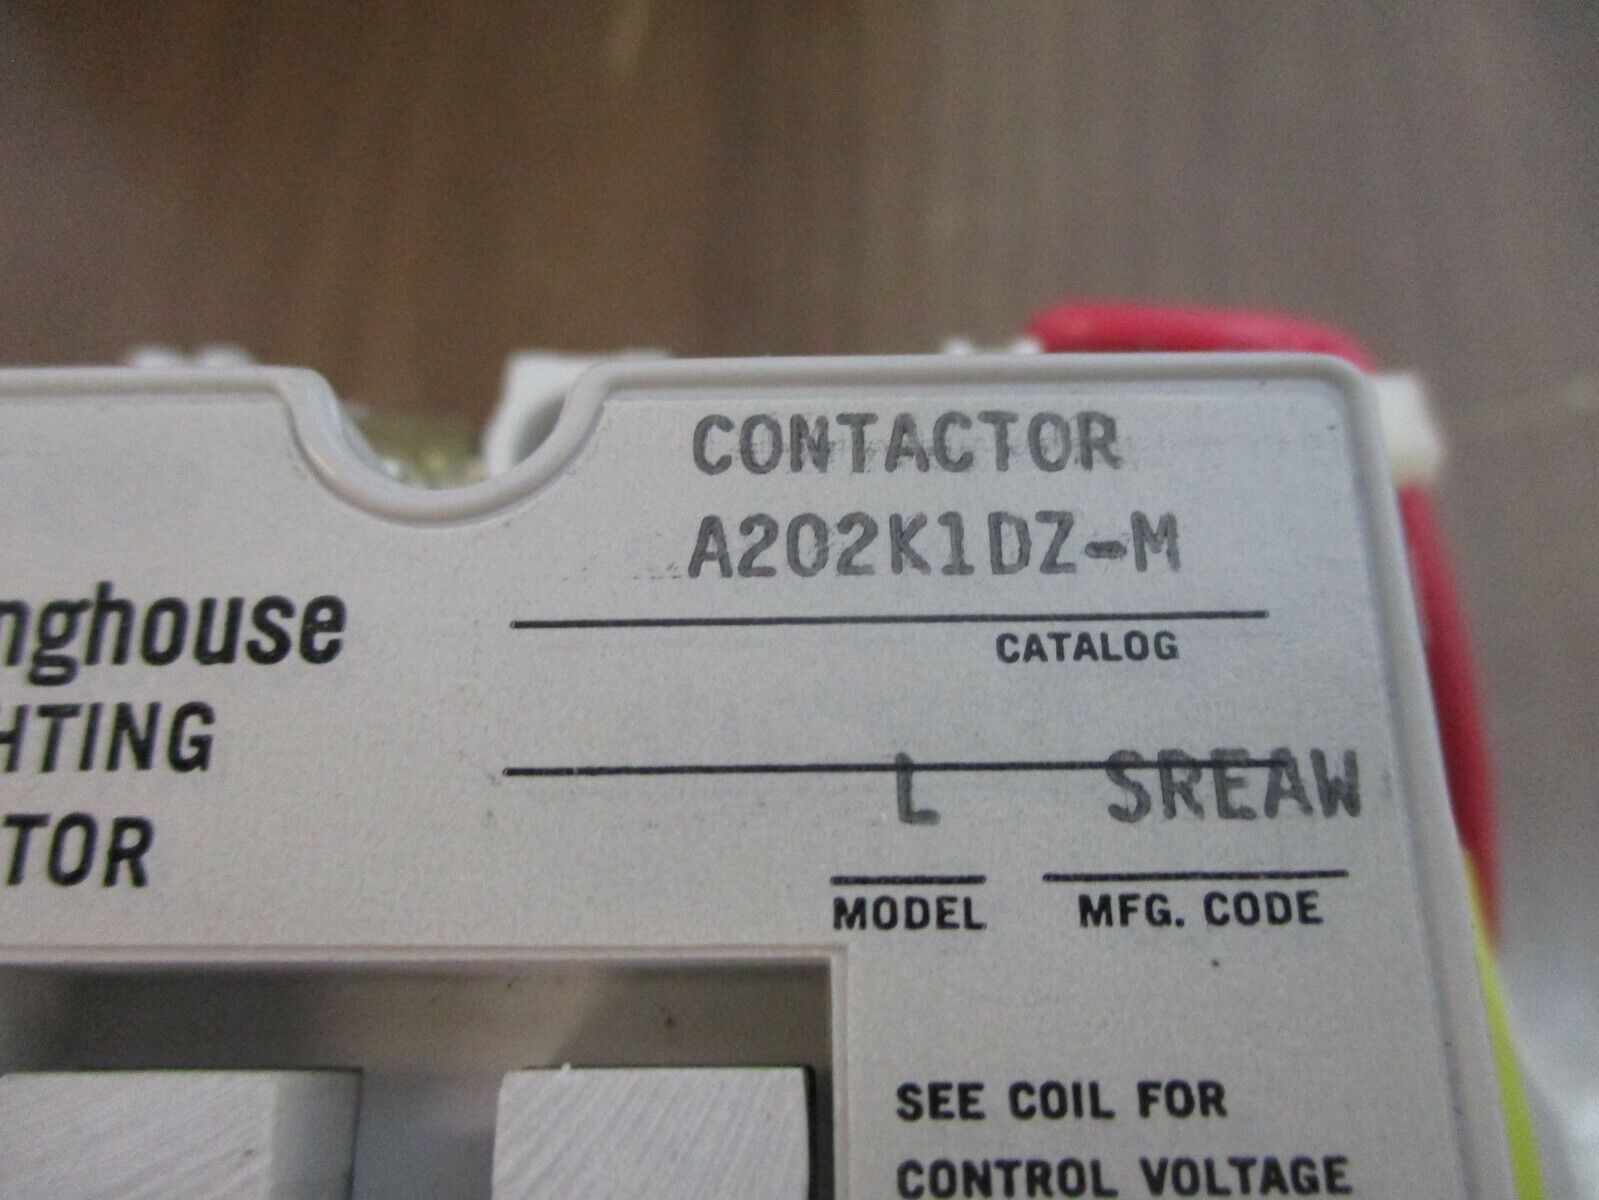 CONTACTOR
A202K1DZ-M
CATALOG
nghouse
HTING
TOR
L SREAW
MODEL MFG. CODE
SEE COIL FOR
CONTROL VOLTAGE